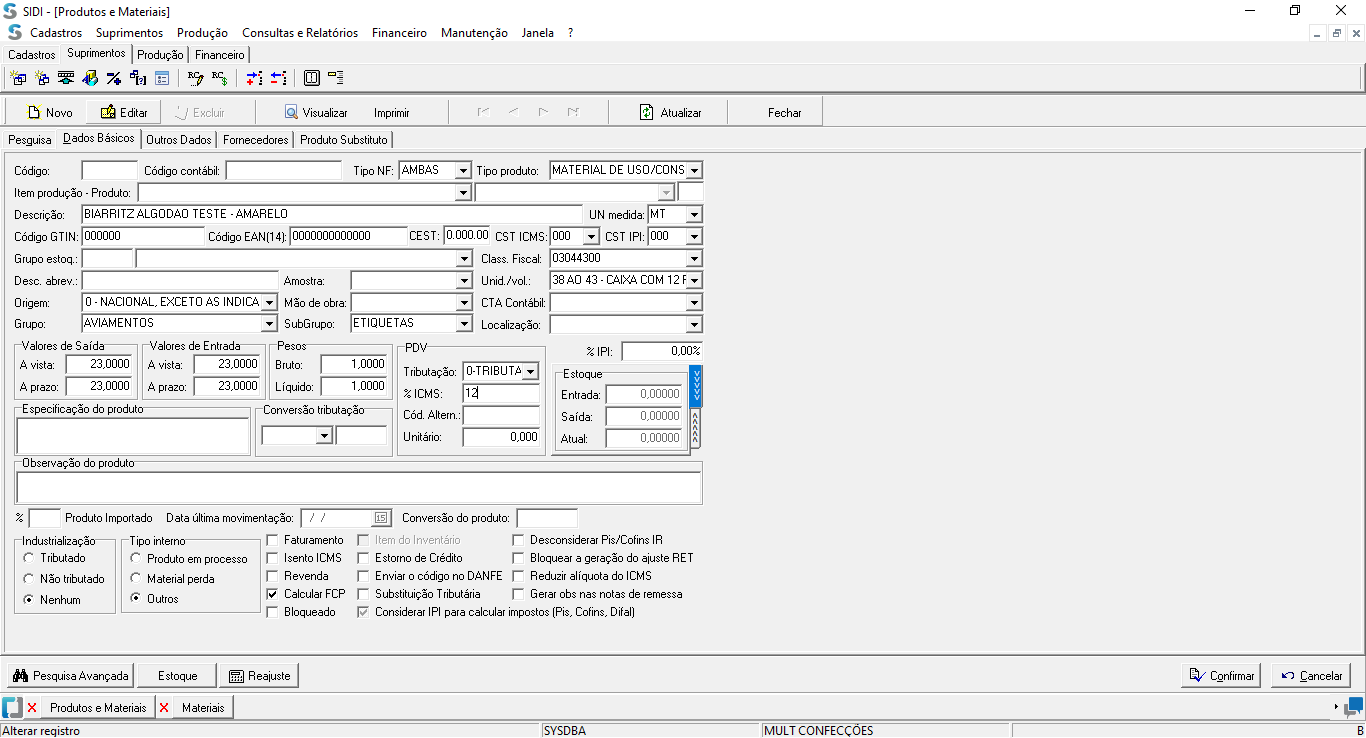 SIDI - [Produtos e Materiais]
Cadastros Suprimentos Produção Consultas e Relatórios Financeiro Manutenção Janela ?
Cadastros Suprimentos Produção Financeiro
Novo Editar Excluir Visualizar Imprimir Atualizar Fechar
Pesquisa Dados Básicos Outros Dados Fornecedores Produto Substituto
Código: Código contábil: Tipo NF: AMBAS Tipo produto: MATERIAL DE USO/CONS
Item produção - Produto:
Descrição: BIARRITZ ALGODAO TESTE - AMARELO UN medida: MT
Código GTIN: 000000 Código EAN(14): 0000000000000 CEST: 0.000.00 CST ICMS: 000 CST IPI: 000
Grupo estoq.: Class. Fiscal: 03044300
Desc. abrev.: Amostra: Unid./vol.: 38 AO 43 - CAIXA COM 12 F
Origem: 0 - NACIONAL, EXCETO AS INDICA Mão de obra: CTA Contábil:
Grupo: AVIAMENTOS SubGrupo: ETIQUETAS Localização:
Valores de Saída Valores de Entrada Pesos PDV % IPI: 0,00%
A vista: 23,0000 A vista: 23,0000 Bruto: 1,0000 Tributação: 0-TRIBUTA Estoque
A prazo: 23,0000 A prazo: 23,0000 Líquido: 1,0000 % ICMS: 12 Entrada: 0,00000
Especificação do produto Conversão tributação Cód. Altern.: Saída: 0,00000
Unitário: 0,000 Atual: 0,00000
Observação do produto
% Produto Importado Data última movimentação: / / 15 Conversão do produto:
Industrialização Tipo interno Faturamento Item do Inventário Desconsiderar Pis/Cofins IR
Tributado Produto em processo Isento ICMS Estorno de Crédito Bloquear a geração do ajuste RET
Não tributado Material perda Revenda Enviar o código no DANFE Reduzir alíquota do ICMS
Nenhum Outros Calcular FCP Substituição Tributária Gerar obs nas notas de remessa
Bloqueado Considerar IPI para calcular impostos (Pis, Cofins, Difal)
Pesquisa Avançada Estoque Reajuste Confirmar Cancelar
Produtos e Materiais Materiais
Alterar registro SYSDBA MULT CONFECÇÕES B